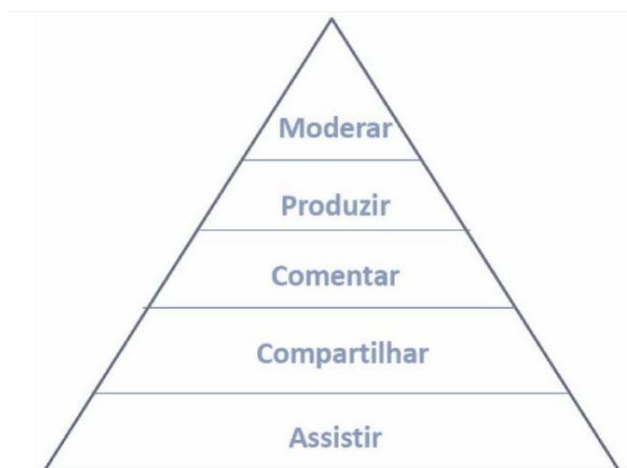 Moderar
Produzir
Comentar
Compartilhar
Assistir